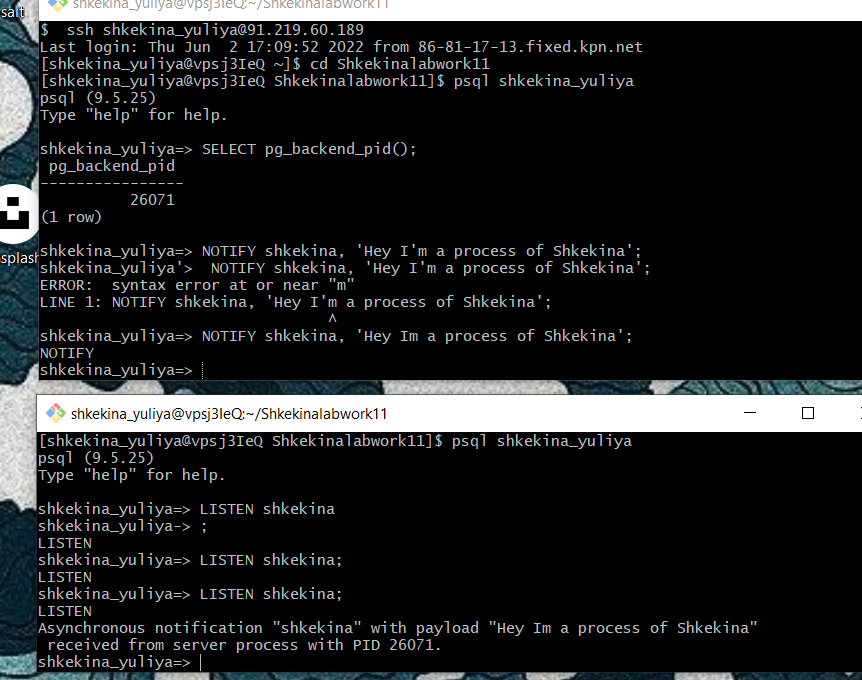 salt
shkekina_yuliya@vpsj3IeQ:~/Shkekinalabwork11
$  ssh shkekina_yuliya@91.219.60.189
Last login: Thu Jun  2 17:09:52 2022 from 86-81-17-13.fixed.kpn.net
[shkekina_yuliya@vpsj3IeQ ~]$ cd Shkekinalabwork11
[shkekina_yuliya@vpsj3IeQ Shkekinalabwork11]$ psql shkekina_yuliya
psql (9.5.25)
Type "help" for help.
shkekina_yuliya=> SELECT pg_backend_pid();
pg_backend_pid
----------------
26071
(1 row)
splash
shkekina_yuliya=> NOTIFY shkekina, 'Hey I'm a process of Shkekina';
shkekina_yuliya'>  NOTIFY shkekina, 'Hey I'm a process of Shkekina';
ERROR:  syntax error at or near "m"
LINE 1: NOTIFY shkekina, 'Hey I'm a process of Shkekina';
^
shkekina_yuliya=> NOTIFY shkekina, 'Hey Im a process of Shkekina';
NOTIFY
shkekina_yuliya=>
shkekina_yuliya@vpsj3IeQ:~/Shkekinalabwork11
[shkekina_yuliya@vpsj3IeQ Shkekinalabwork11]$ psql shkekina_yuliya
psql (9.5.25)
Type "help" for help.
shkekina_yuliya=> LISTEN shkekina
shkekina_yuliya-> ;
LISTEN
shkekina_yuliya=> LISTEN shkekina;
LISTEN
shkekina_yuliya=> LISTEN shkekina;
LISTEN
Asynchronous notification "shkekina" with payload "Hey Im a process of Shkekina"
received from server process with PID 26071.
shkekina_yuliya=>